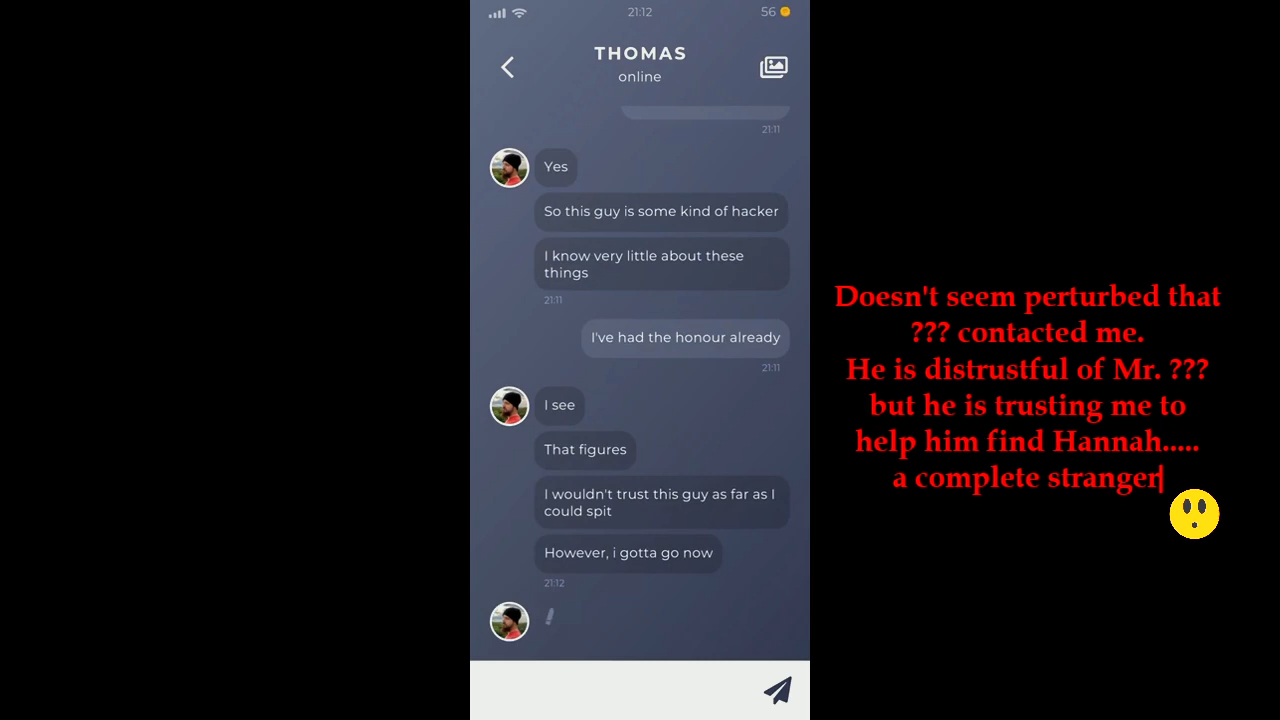 21:12
56
THOMAS
online
21:11
Yes
So this guy is some kind of hacker
I know very little about these
things
21:11
I've had the honour already
21:11
I see
That figures
I wouldn't trust this guy as far as I
could spit
However, i gotta go now
21:12
Doesn't seem perturbed that
??? contacted me.
He is distrustful of Mr. ???
but he is trusting me to
help him find Hannah.....
a complete stranger